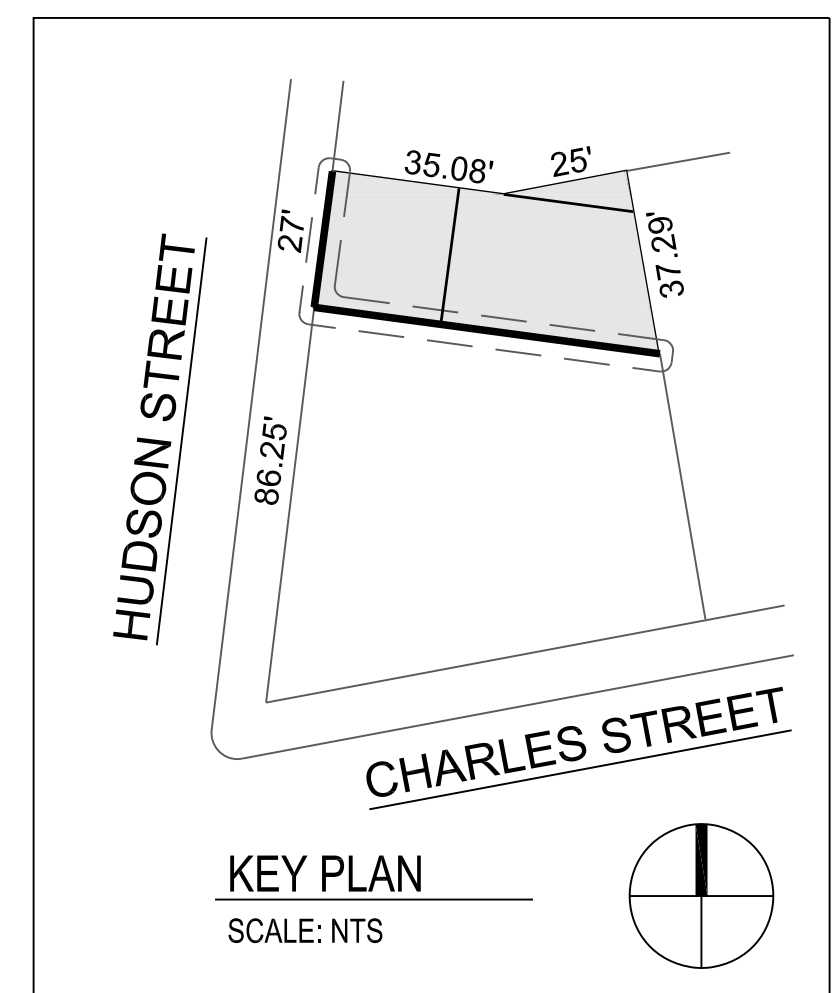 35.08'
25'
27'
37.29'
HUDSON STREET
86.25'
CHARLES STREET
KEY PLAN
SCALE: NTS